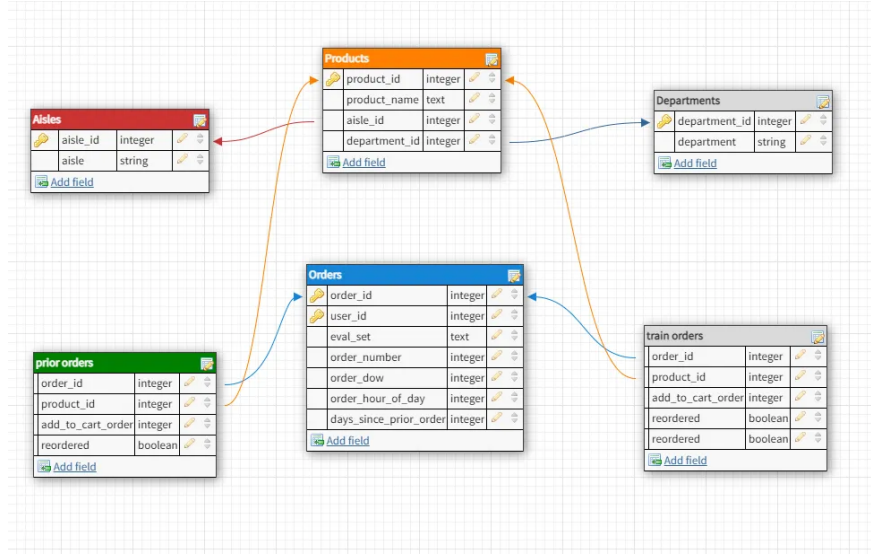 Products
product_id integer
product_name text
aisle_id integer
department_id integer
Add field
Aisles
aisle_id integer
aisle string
Add field
Departments
department_id integer
department string
Add field
Orders
order_id integer
user_id integer
eval_set text
order_number integer
order_dow integer
order_hour_of_day integer
days_since_prior_order integer
Add field
prior orders
order_id integer
product_id integer
add_to_cart_order integer
reordered boolean
Add field
train orders
order_id integer
product_id integer
add_to_cart_order integer
reordered boolean
reordered boolean
Add field